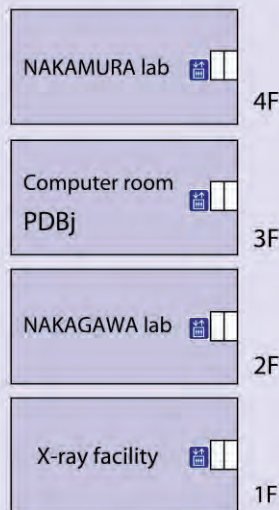 NAKAMURA lab
4F
Computer room
PDBj
3F
NAKAGAWA lab
2F
X-ray facility
1F